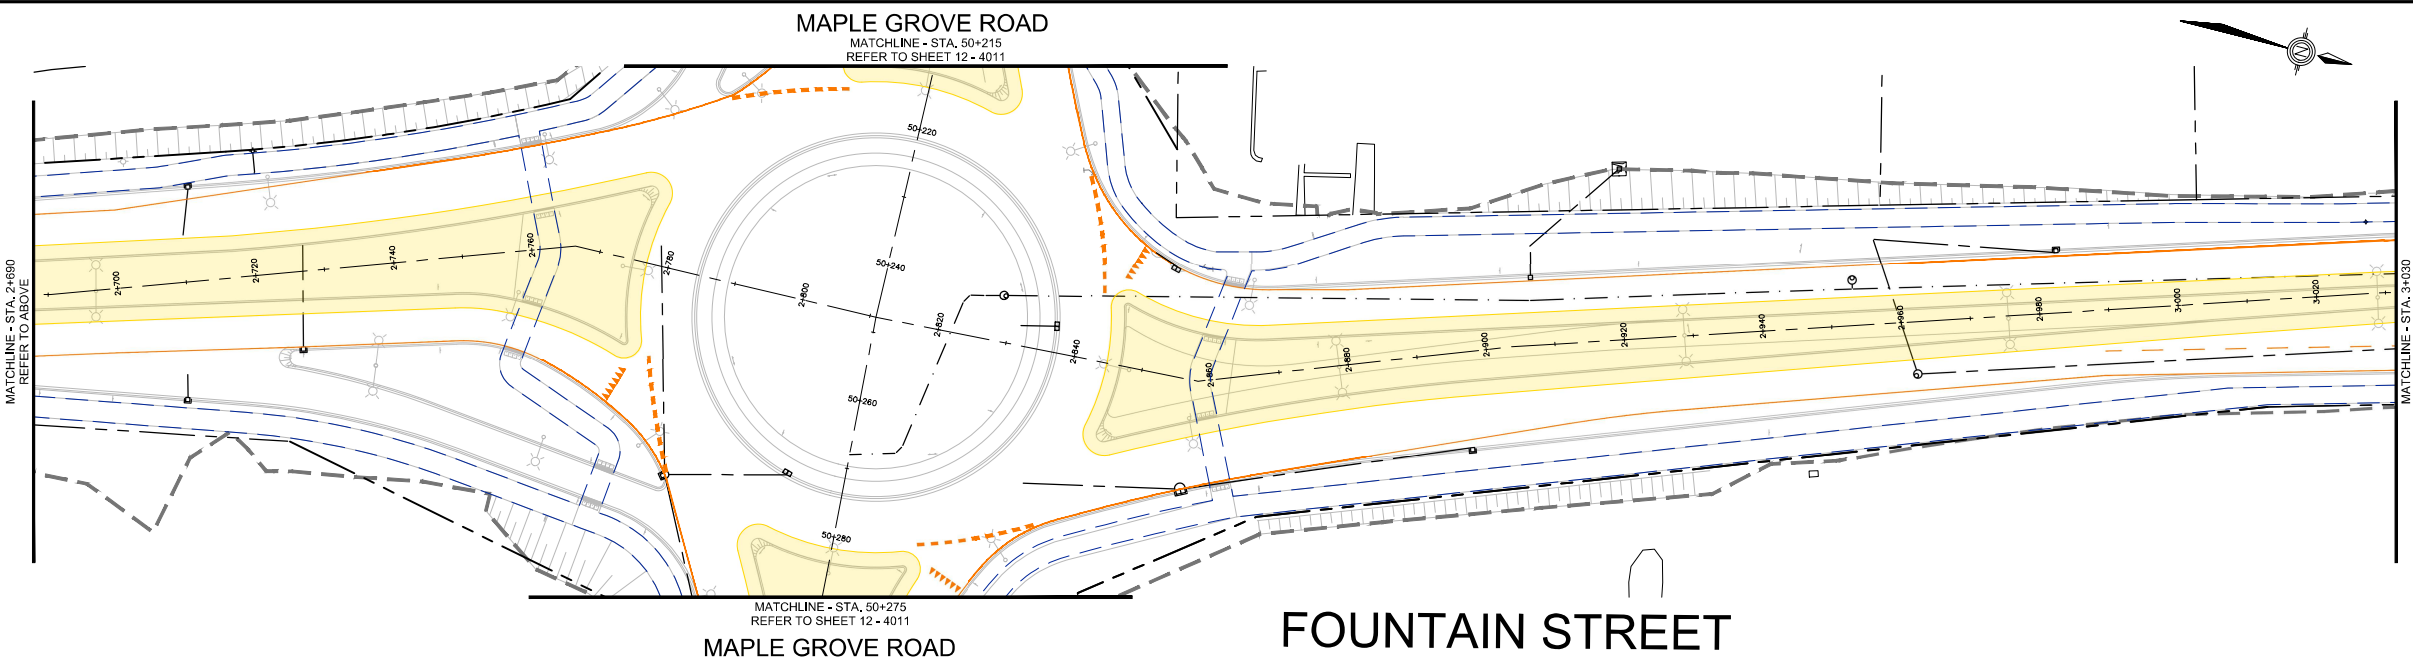 MAPLE GROVE ROAD
MATCHLINE - STA. 50+215
REFER TO SHEET 12 - 4011
N
MATCHLINE - STA. 2+690
REFER TO ABOVE
2+700
2+720
2+740
2+760
2+780
2+800
2+820
2+840
2+860
2+880
2+900
2+920
2+940
2+960
2+980
3+000
3+020
50+220
50+240
50+260
50+280
MATCHLINE - STA. 3+030
MATCHLINE - STA. 50+275
REFER TO SHEET 12 - 4011
MAPLE GROVE ROAD
FOUNTAIN STREET